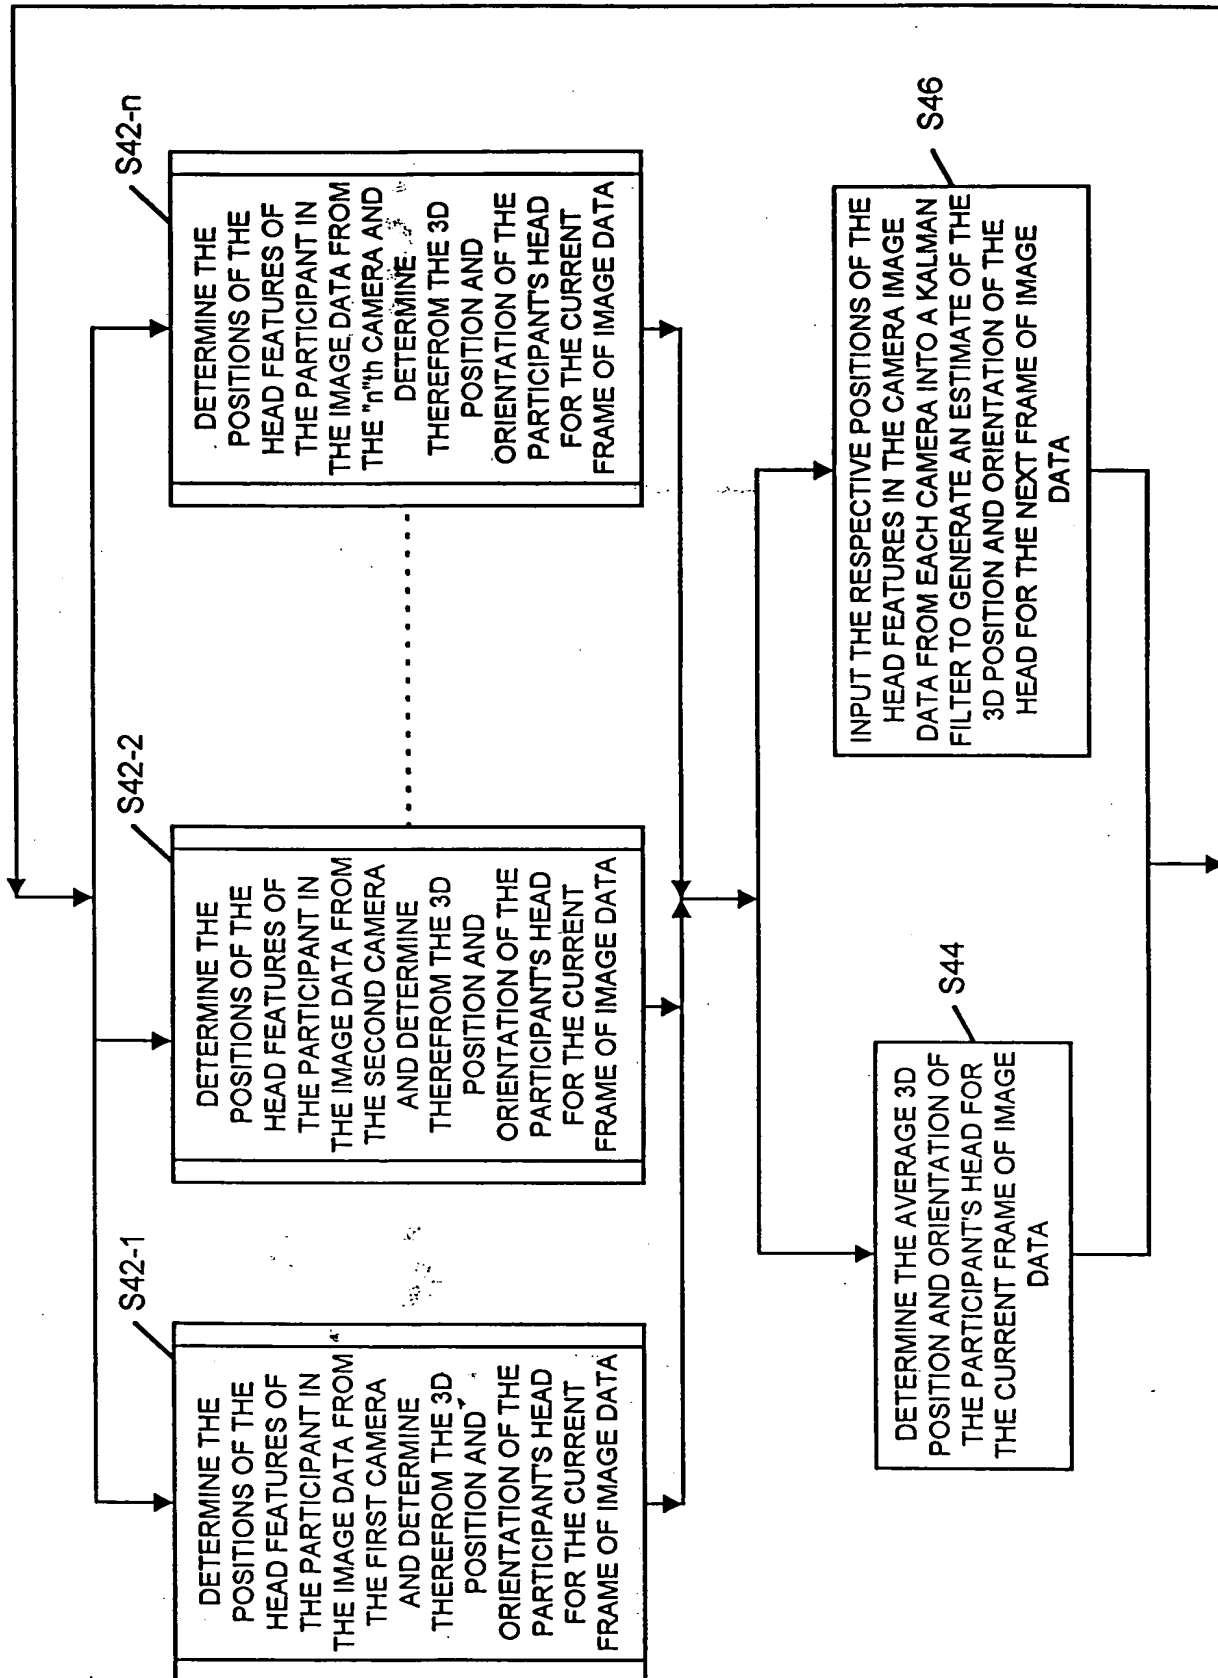 S42-1
DETERMINE THE
POSITIONS OF THE
HEAD FEATURES OF
THE PARTICIPANT IN
THE IMAGE DATA FROM
THE FIRST CAMERA
AND DETERMINE
THEREFROM THE 3D
POSITION AND
ORIENTATION OF THE
PARTICIPANT'S HEAD
FOR THE CURRENT
FRAME OF IMAGE DATA
S42-2
DETERMINE THE
POSITIONS OF THE
HEAD FEATURES OF
THE PARTICIPANT IN
THE IMAGE DATA FROM
THE SECOND CAMERA
AND DETERMINE
THEREFROM THE 3D
POSITION AND
ORIENTATION OF THE
PARTICIPANT'S HEAD
FOR THE CURRENT
FRAME OF IMAGE DATA
S42-n
DETERMINE THE
POSITIONS OF THE
HEAD FEATURES OF
THE PARTICIPANT IN
THE IMAGE DATA FROM
THE "n"th CAMERA AND
DETERMINE
THEREFROM THE 3D
POSITION AND
ORIENTATION OF THE
PARTICIPANT'S HEAD
FOR THE CURRENT
FRAME OF IMAGE DATA
S44
DETERMINE THE AVERAGE 3D
POSITION AND ORIENTATION OF
THE PARTICIPANT'S HEAD FOR
THE CURRENT FRAME OF IMAGE
DATA
S46
INPUT THE RESPECTIVE POSITIONS OF THE
HEAD FEATURES IN THE CAMERA IMAGE
DATA FROM EACH CAMERA INTO A KALMAN
FILTER TO GENERATE AN ESTIMATE OF THE
3D POSITION AND ORIENTATION OF THE
HEAD FOR THE NEXT FRAME OF IMAGE
DATA